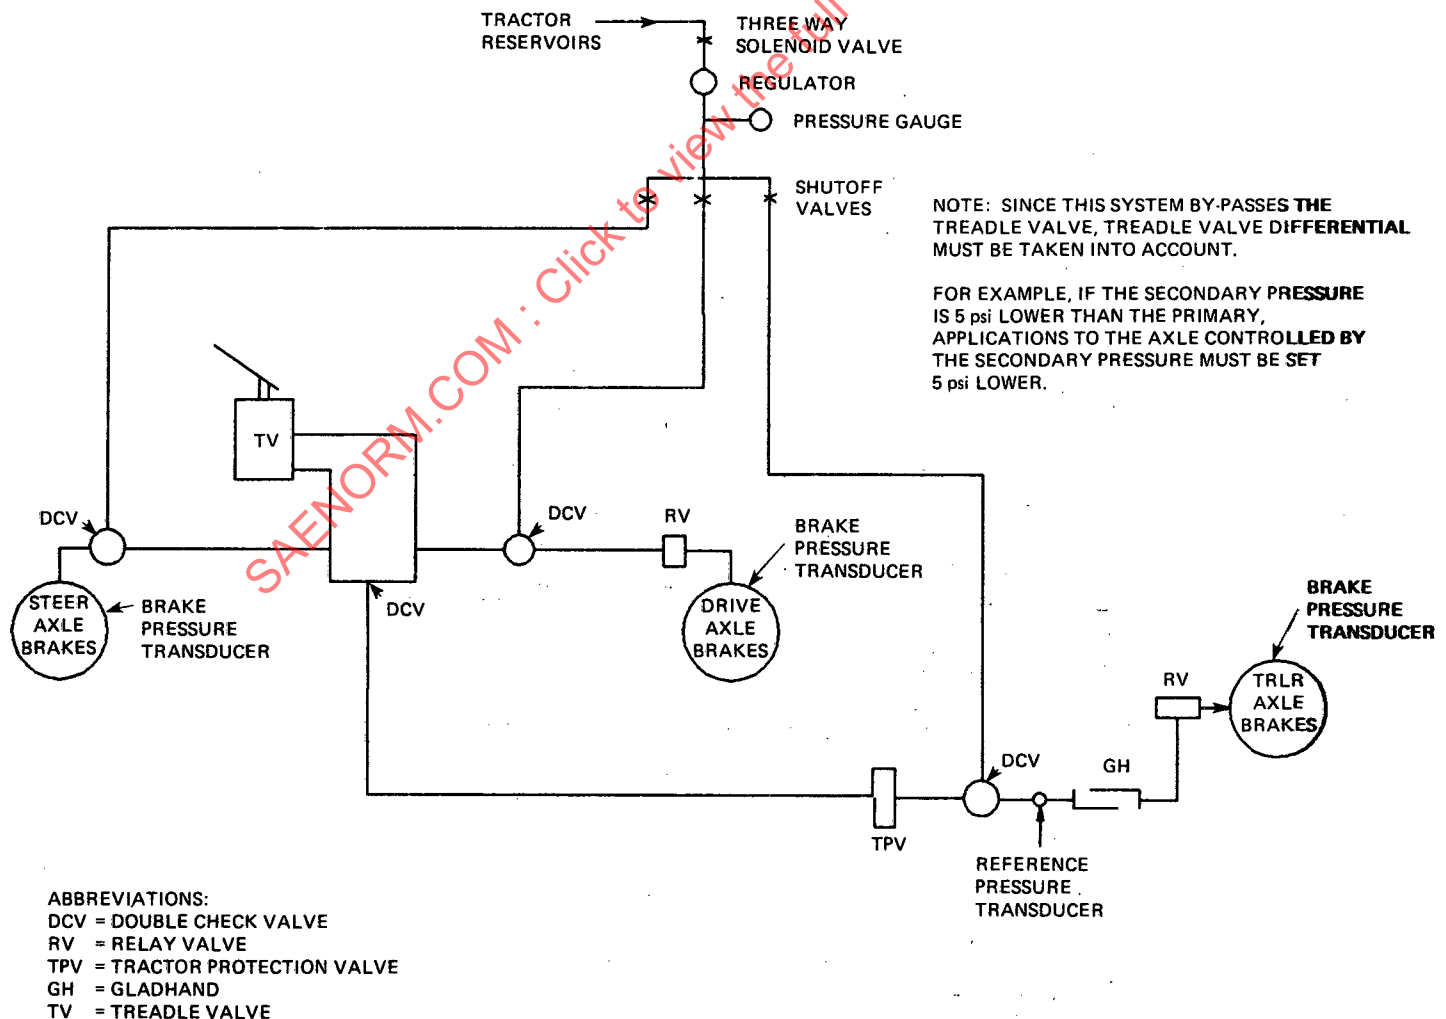 TRACTOR
RESERVOIRS
THREE WAY
SOLENOID VALVE
REGULATOR
PRESSURE GAUGE
SHUTOFF
VALVES
NOTE: SINCE THIS SYSTEM BY-PASSES THE
TREADLE VALVE, TREADLE VALVE DIFFERENTIAL
MUST BE TAKEN INTO ACCOUNT.
FOR EXAMPLE, IF THE SECONDARY PRESSURE
IS 5 psi LOWER THAN THE PRIMARY,
APPLICATIONS TO THE AXLE CONTROLLED BY
THE SECONDARY PRESSURE MUST BE SET
5 psi LOWER.
SAENORM.COM : Click to view the full
TV
DCV
DCV
RV
BRAKE
PRESSURE
TRANSDUCER
STEER
AXLE
BRAKES
BRAKE
PRESSURE
TRANSDUCER
DCV
DRIVE
AXLE
BRAKES
BRAKE
PRESSURE
TRANSDUCER
RV
TRLR
AXLE
BRAKES
DCV
GH
TPV
REFERENCE
PRESSURE
TRANSDUCER
ABBREVIATIONS:
DCV = DOUBLE CHECK VALVE
RV = RELAY VALVE
TPV = TRACTOR PROTECTION VALVE
GH = GLADHAND
TV = TREADLE VALVE